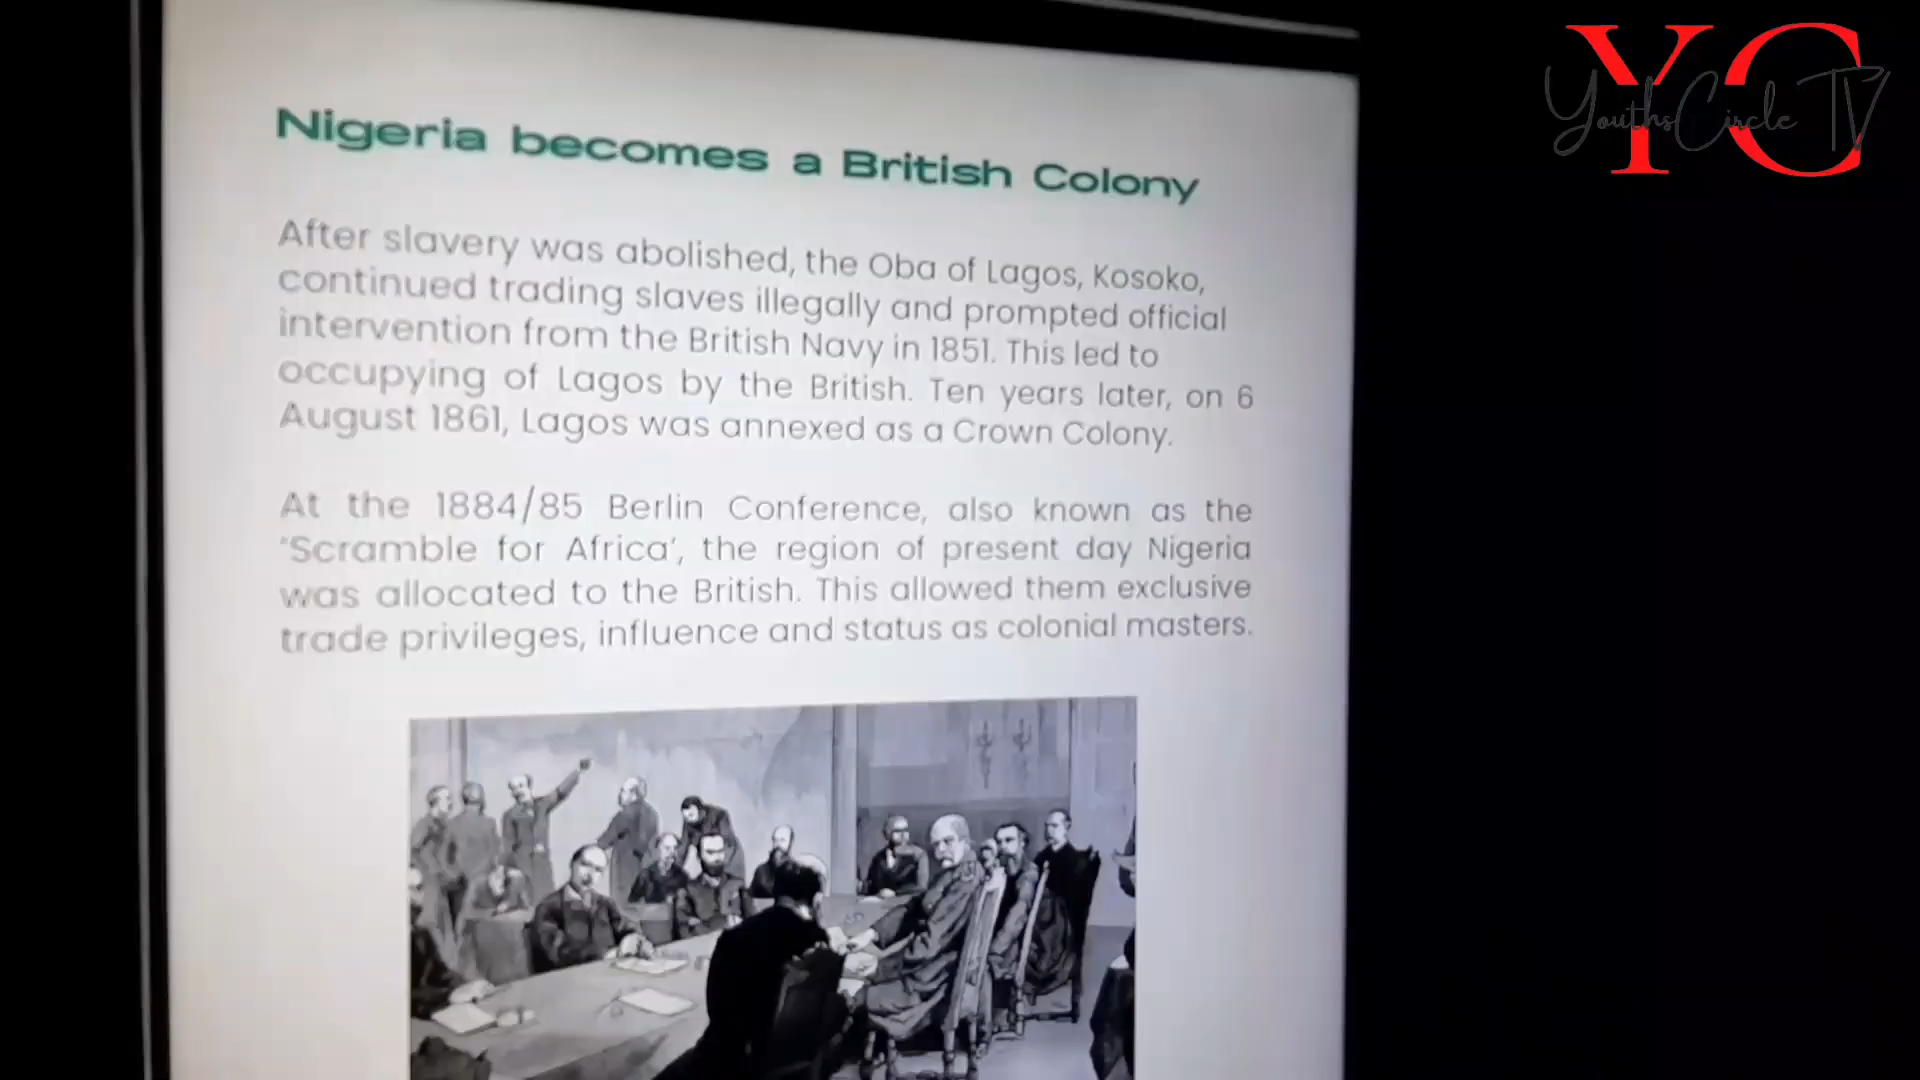 Nigeria becomes a British Colony
After slavery was abolished, the Oba of Lagos, Kosoko,
continued trading slaves illegally and prompted official
intervention from the British Navy in 1851. This led to
occupying of Lagos by the British. Ten years later, on 6
August 1861, Lagos was annexed as a Crown Colony.
At the 1884/85 Berlin Conference, also known as the
'Scramble for Africa', the region of present day Nigeria
was allocated to the British. This allowed them exclusive
trade privileges, influence and status as colonial masters.
YC
YouthsCircle TV